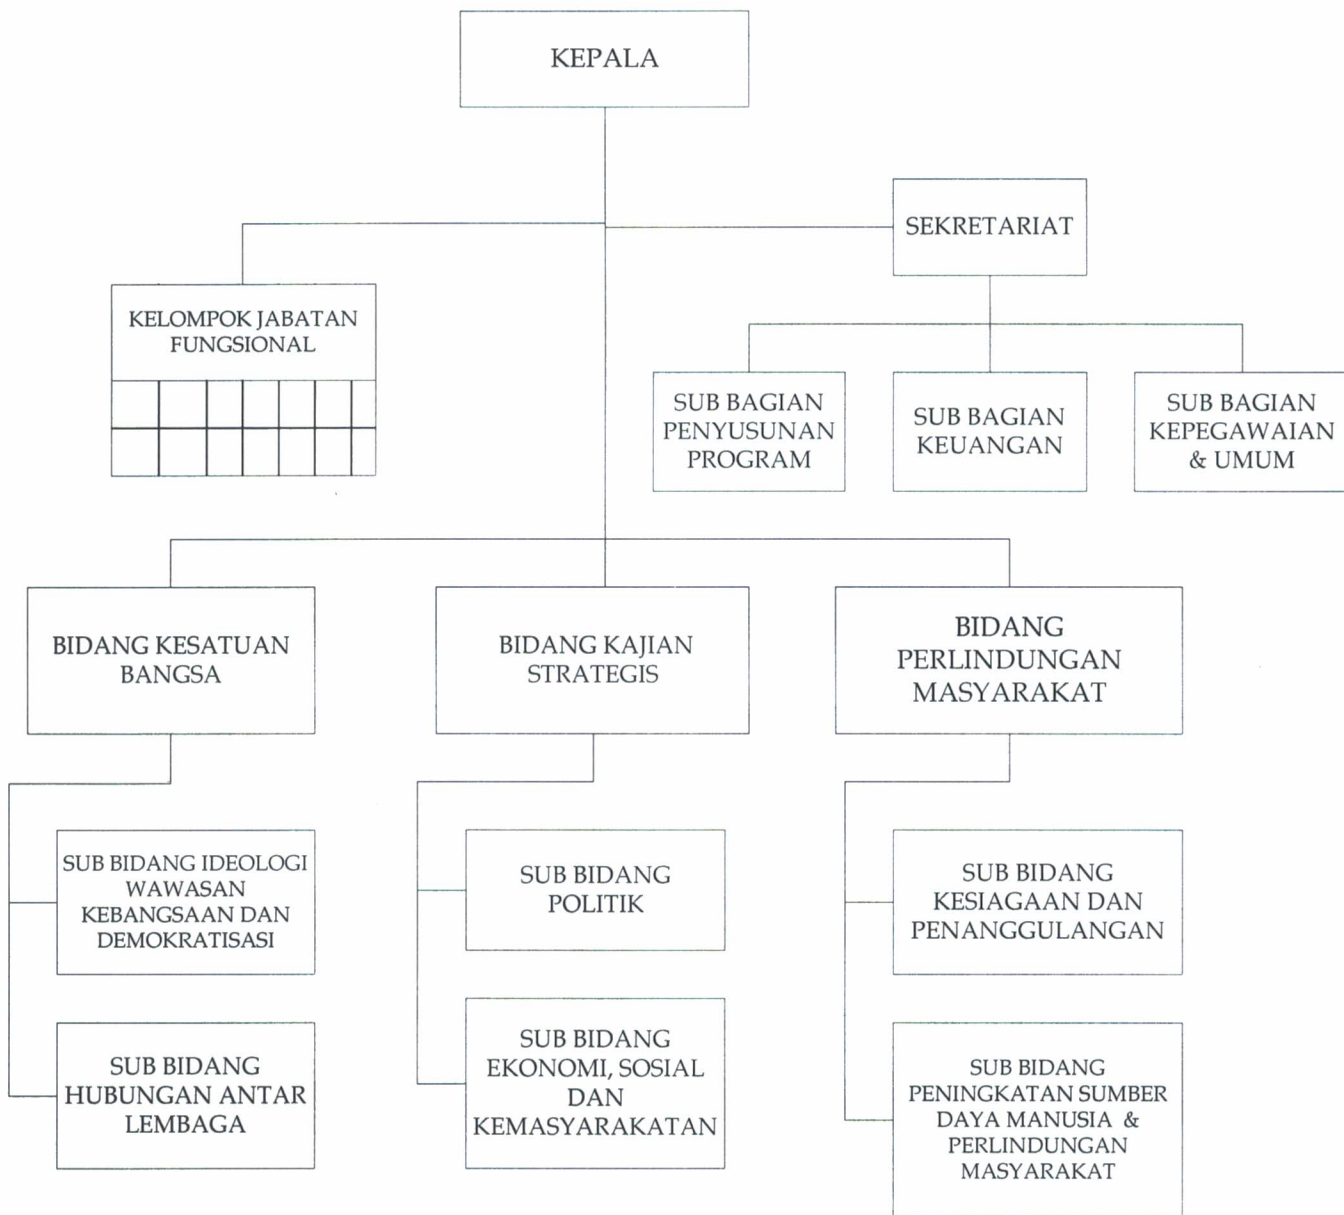 KEPALA
SEKRETARIAT
KELOMPOK JABATAN
FUNGSIONAL
SUB BAGIAN
PENYUSUNAN
PROGRAM
SUB BAGIAN
KEUANGAN
SUB BAGIAN
KEPEGAWAIAN
& UMUM
BIDANG KESATUAN
BANGSA
BIDANG KAJIAN
STRATEGIS
BIDANG
PERLINDUNGAN
MASYARAKAT
SUB BIDANG IDEOLOGI
WAWASAN
KEBANGSAAN DAN
DEMOKRATISASI
SUB BIDANG
POLITIK
SUB BIDANG
KESIAGAAN DAN
PENANGGULANGAN
SUB BIDANG
HUBUNGAN ANTAR
LEMBAGA
SUB BIDANG
EKONOMI, SOSIAL
DAN
KEMASYARAKATAN
SUB BIDANG
PENINGKATAN SUMBER
DAYA MANUSIA &
PERLINDUNGAN
MASYARAKAT